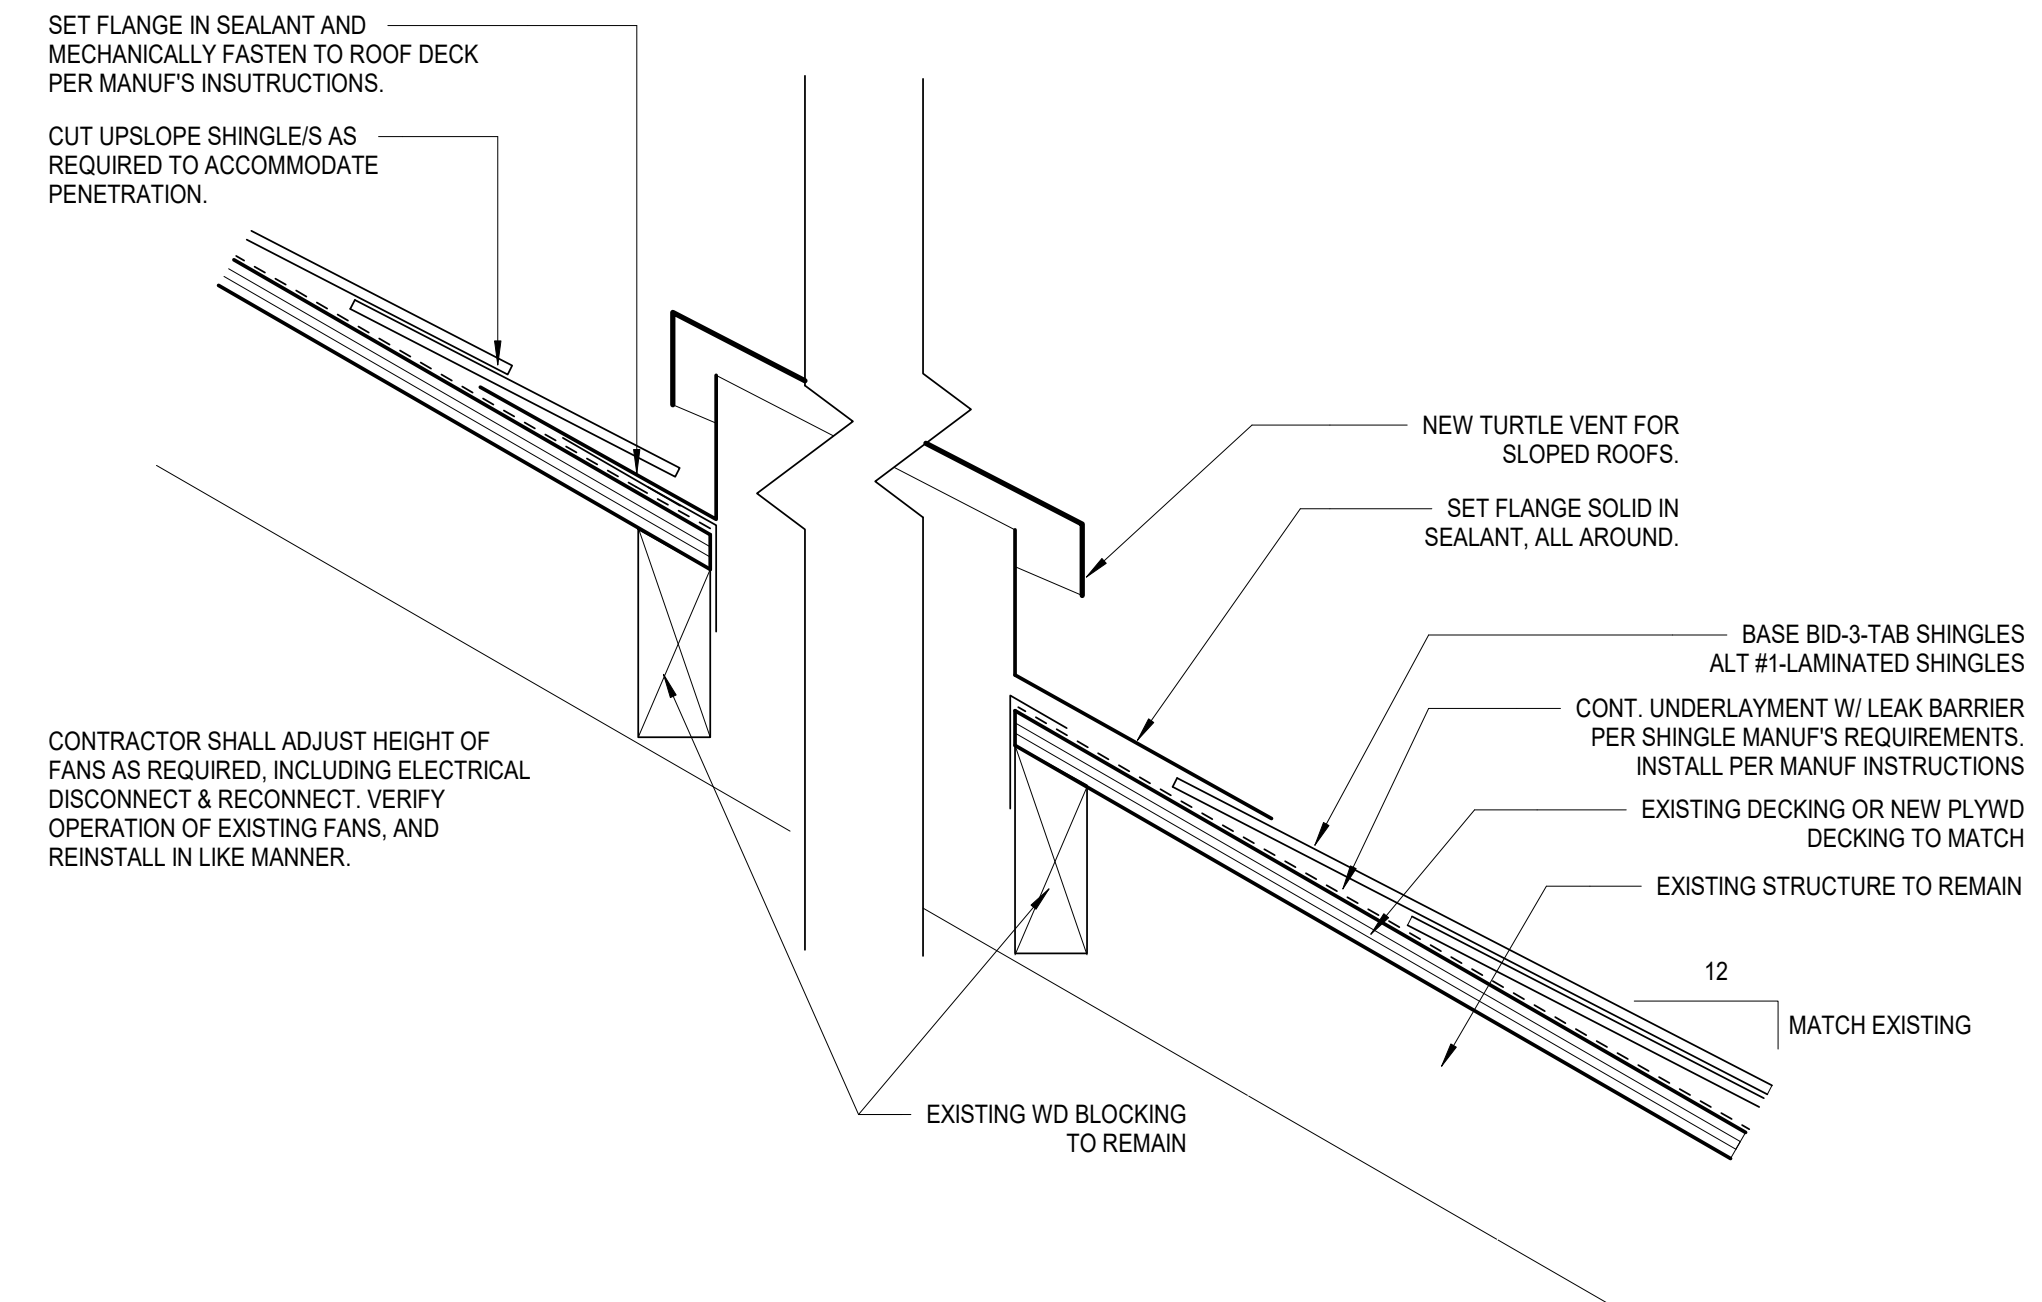 SET FLANGE IN SEALANT AND
MECHANICALLY FASTEN TO ROOF DECK
PER MANUF'S INSUTRUCTIONS.
CUT UPSLOPE SHINGLE/S AS
REQUIRED TO ACCOMMODATE
PENETRATION.
NEW TURTLE VENT FOR
SLOPED ROOFS.
SET FLANGE SOLID IN
SEALANT, ALL AROUND.
BASE BID-3-TAB SHINGLES
ALT #1-LAMINATED SHINGLES
CONT. UNDERLAYMENT W/ LEAK BARRIER
PER SHINGLE MANUF'S REQUIREMENTS.
INSTALL PER MANUF INSTRUCTIONS
EXISTING DECKING OR NEW PLYWD
DECKING TO MATCH
EXISTING STRUCTURE TO REMAIN
12
MATCH EXISTING
CONTRACTOR SHALL ADJUST HEIGHT OF
FANS AS REQUIRED, INCLUDING ELECTRICAL
DISCONNECT & RECONNECT. VERIFY
OPERATION OF EXISTING FANS, AND
REINSTALL IN LIKE MANNER.
EXISTING WD BLOCKING
TO REMAIN